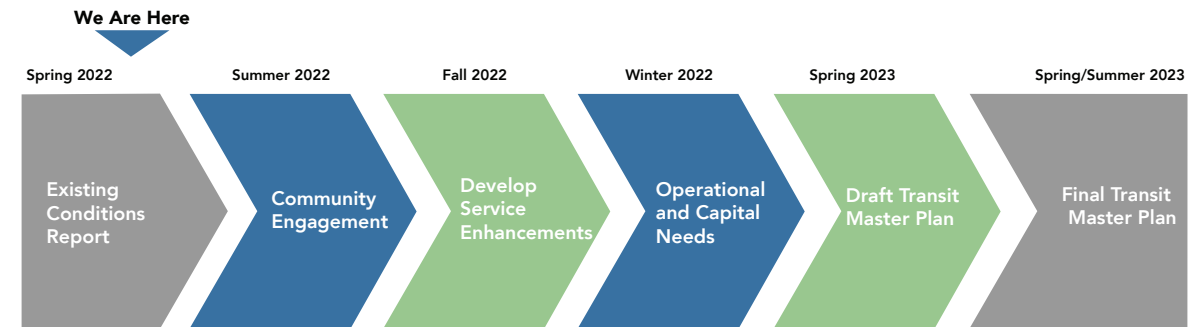 We Are Here
Spring 2022
Summer 2022
Fall 2022
Winter 2022
Spring 2023
Spring/Summer 2023
Existing
Conditions
Report
Community
Engagement
Develop
Service
Enhancements
Operational
and Capital
Needs
Draft Transit
Master Plan
Final Transit
Master Plan